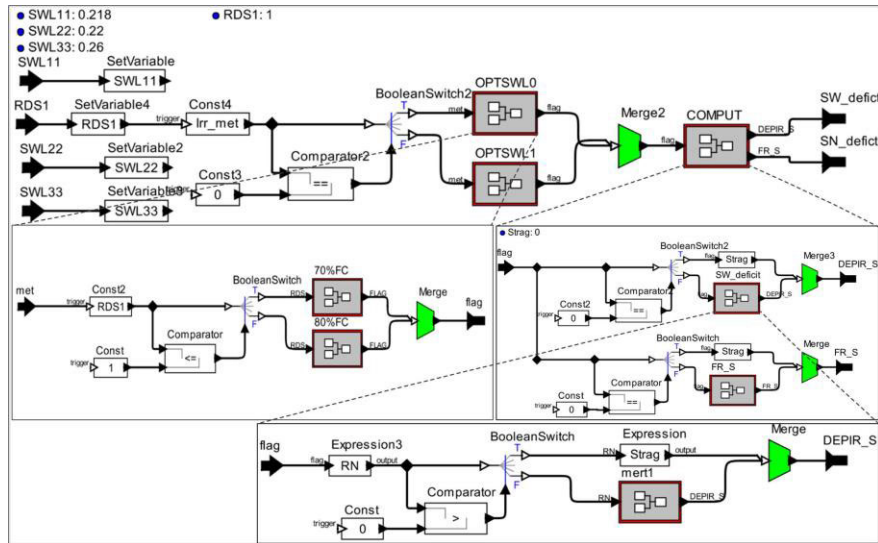 SWL11: 0.218
RDS1: 1
SWL22: 0.22
SWL33: 0.26
SWL11
SetVariable
SWL11
RDS1
SetVariable4
RDS1
trigger
Const4
Irr_met
BooleanSwitch2
T
F
met
OPTSWL0
flag
Merge2
flag
COMPUT
DEPIR_S
FR_S
SW_defict
SN_defict
SWL22
SetVariable2
SWL22
Const3
0
Comparator2
==
met
OPTSWL1
flag
SWL33
SWL33
met
trigger
Const2
RDS1
BooleanSwitch
T
F
RDS
70%FC
FLAG
Merge
flag
RDS
80%FC
FLAG
trigger
Const
1
Comparator
<=
Strag: 0
flag
BooleanSwitch2
T
F
flag
Strag
Merge3
DEPIR_S
SW_deficit
DEPIR_S
trigger
Const2
0
==
BooleanSwitch
T
F
flag
Strag
Merge
FR_S
FR_S
FR_S
trigger
Const
0
Comparator
==
flag
flag
Expression3
RN
output
BooleanSwitch
T
F
RN
Expression
Strag
output
Merge
DEPIR_S
RN
mert1
DEPIR_S
trigger
Const
0
Comparator
>